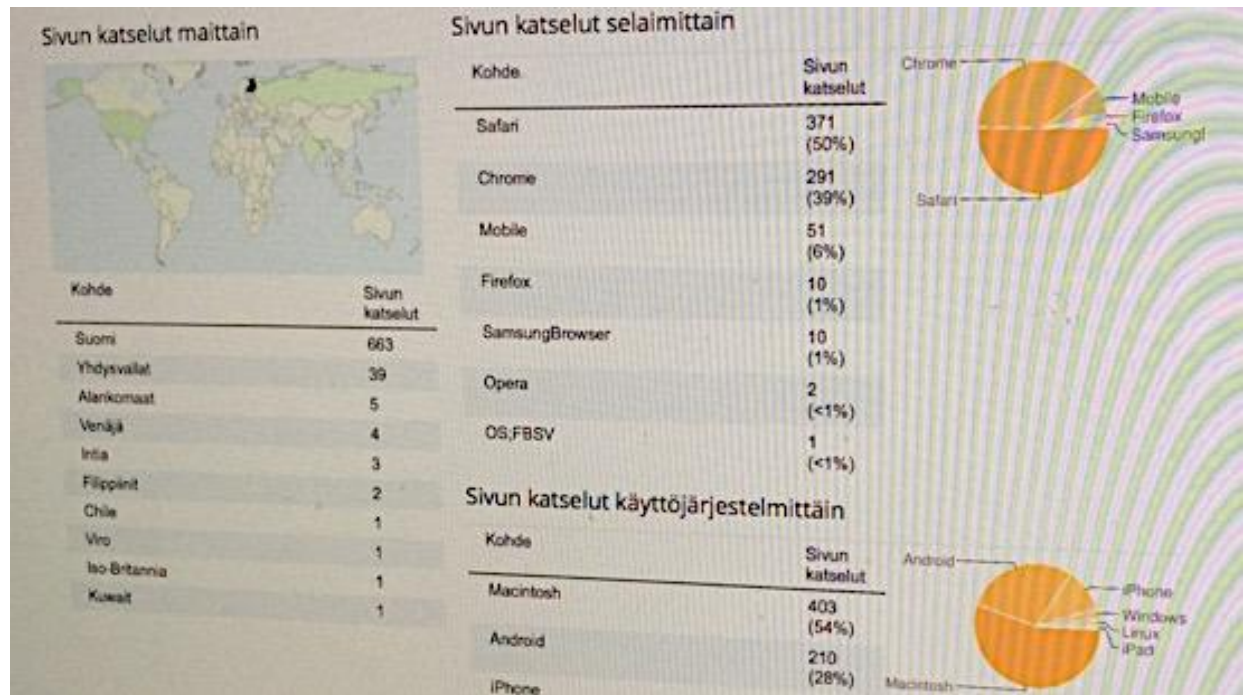 Sivun katselut maittain
Kohde
Sivun
katselut
Suomi 663
Yhdysvallat 39
Alankomaat 5
Venäjä 4
Intia 3
Filippiinit 2
Chile 1
Viro 1
Iso-Britannia 1
Kuwait 1
Sivun katselut selaimittain
Kohde
Sivun
katselut
Safari 371
(50%)
Chrome 291
(39%)
Mobile 51
(6%)
Firefox 10
(1%)
SamsungBrowser 10
(1%)
Opera 2
(<1%)
OS;FBSV 1
(<1%)
Chrome
Mobile
Firefox
SamsungI
Safari
Sivun katselut käyttöjärjestelmittäin
Kohde
Sivun
katselut
Macintosh 403
(54%)
Android 210
(28%)
iPhone
Android
iPhone
Windows
Linux
iPad
Macintosh